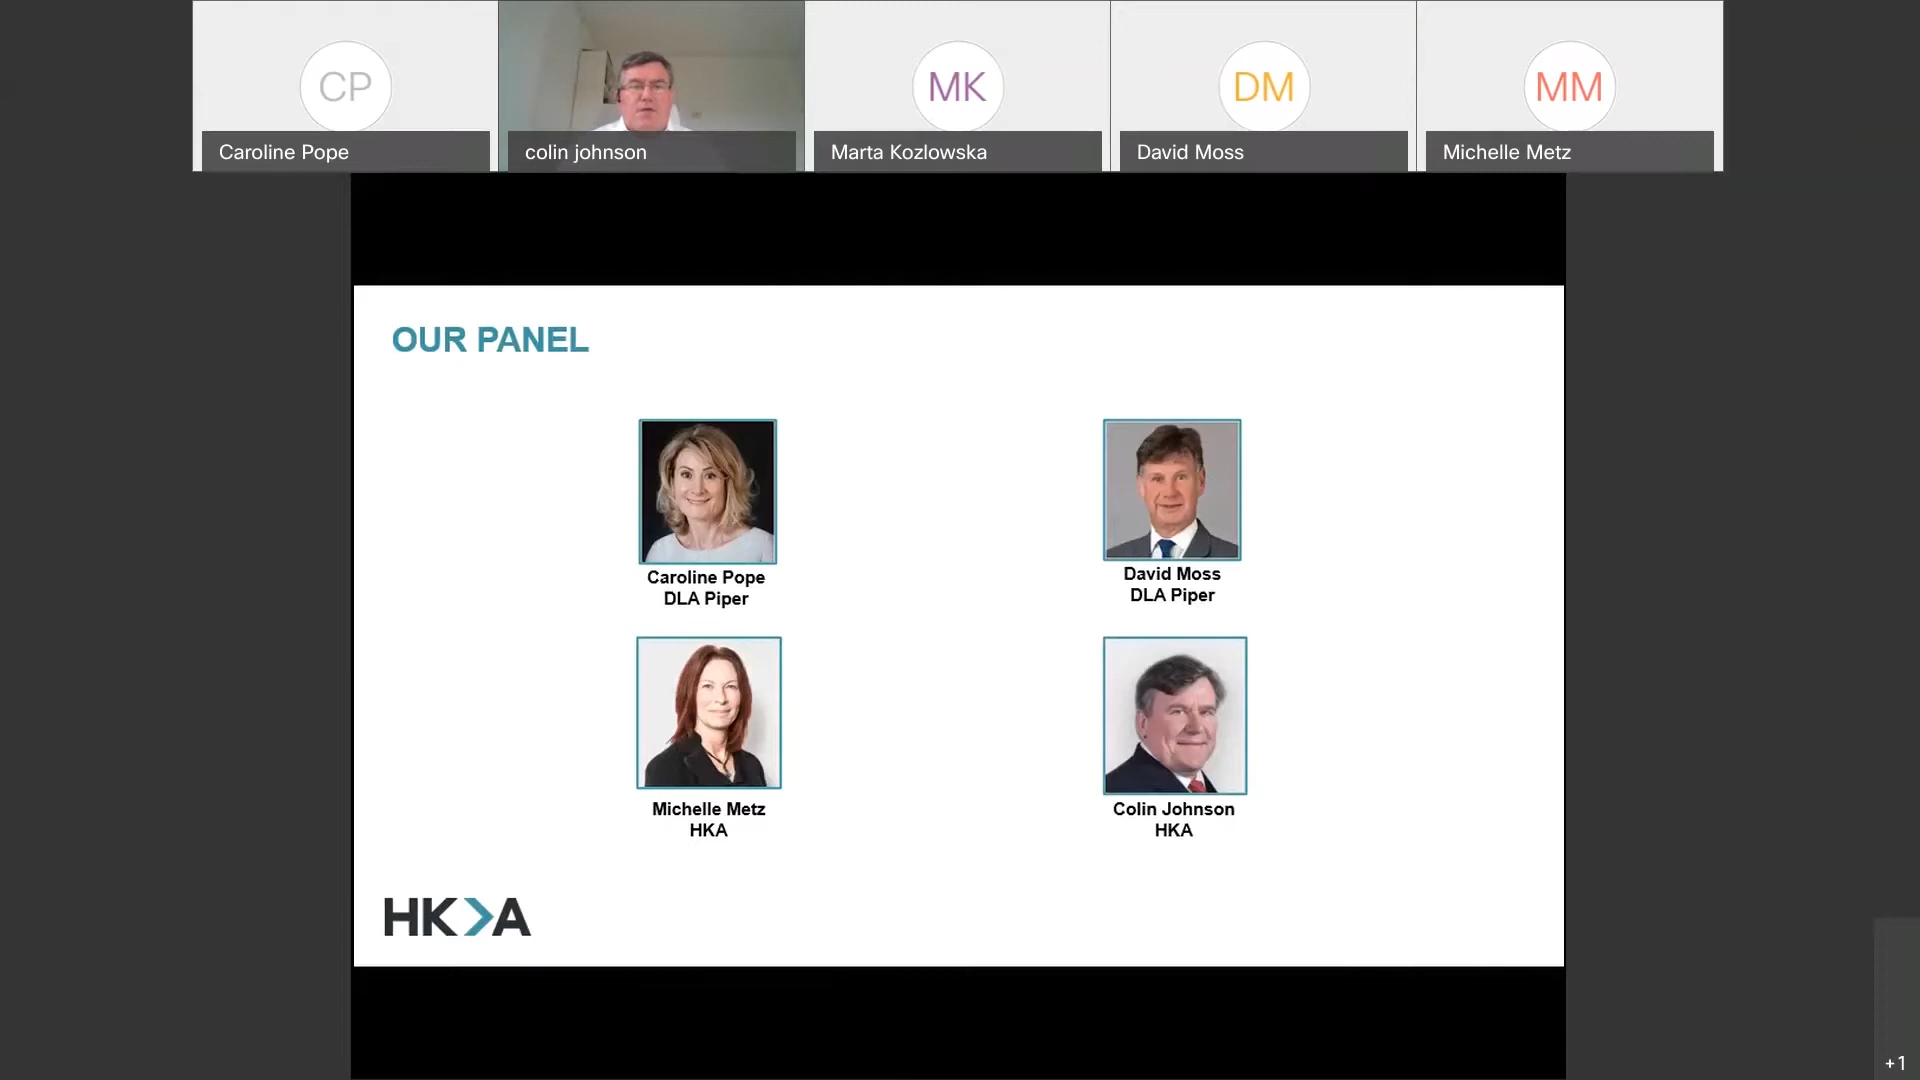 CP
MK
DM
MM
Caroline Pope
colin johnson
Marta Kozlowska
David Moss
Michelle Metz
OUR PANEL
Caroline Pope
DLA Piper
David Moss
DLA Piper
Michelle Metz
HKA
Colin Johnson
HKA
HKA
+1